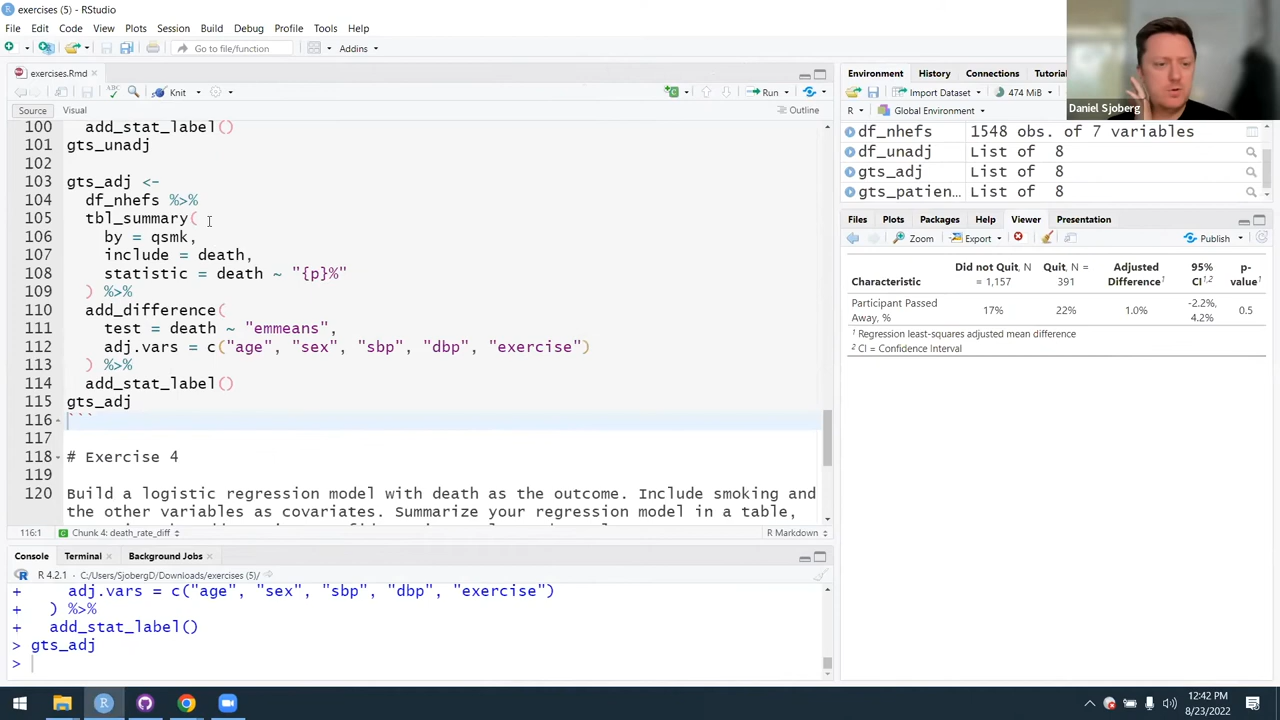 exercises (5) - RStudio
File Edit Code View Plots Session Build Debug Profile Tools Help
Go to file/function Addins
exercises.Rmd
Knit Run
Source Visual Outline
100 add_stat_label()
101 gts_unadj
102
103 gts_adj <-
104 df_nhefs %>%
105 tbl_summary(
106 by = qsmk,
107 include = death,
108 statistic = death ~ "{p}%"
109 ) %>%
110 add_difference(
111 test = death ~ "emmeans",
112 adj.vars = c("age", "sex", "sbp", "dbp", "exercise")
113 ) %>%
114 add_stat_label()
115 gts_adj
116 ```
117
118 # Exercise 4
119
120 Build a logistic regression model with death as the outcome. Include smoking and
the other variables as covariates. Summarize your regression model in a table,
116:1 Chunk 4: death_rate_diff R Markdown
Console Terminal Background Jobs
R 4.2.1 · C:/Users/SjobergD/Downloads/exercises (5)/
+ adj.vars = c("age", "sex", "sbp", "dbp", "exercise")
+ ) %>%
+ add_stat_label()
> gts_adj
>
Environment History Connections Tutorial
Import Dataset 474 MiB
R Global Environment
df_nhefs 1548 obs. of 7 variables
df_unadj List of 8
gts_adj List of 8
gts_patien… List of 8
Files Plots Packages Help Viewer Presentation
Zoom Export Publish
Characteristic Did not Quit, N = 1,157 Quit, N = 391 Adjusted Difference¹ 95% CI¹,² p-value¹
Participant Passed Away, % 17% 22% 1.0% -2.2%, 4.2% 0.5
¹ Regression least-squares adjusted mean difference
² CI = Confidence Interval
Daniel Sjoberg
12:42 PM
8/23/2022